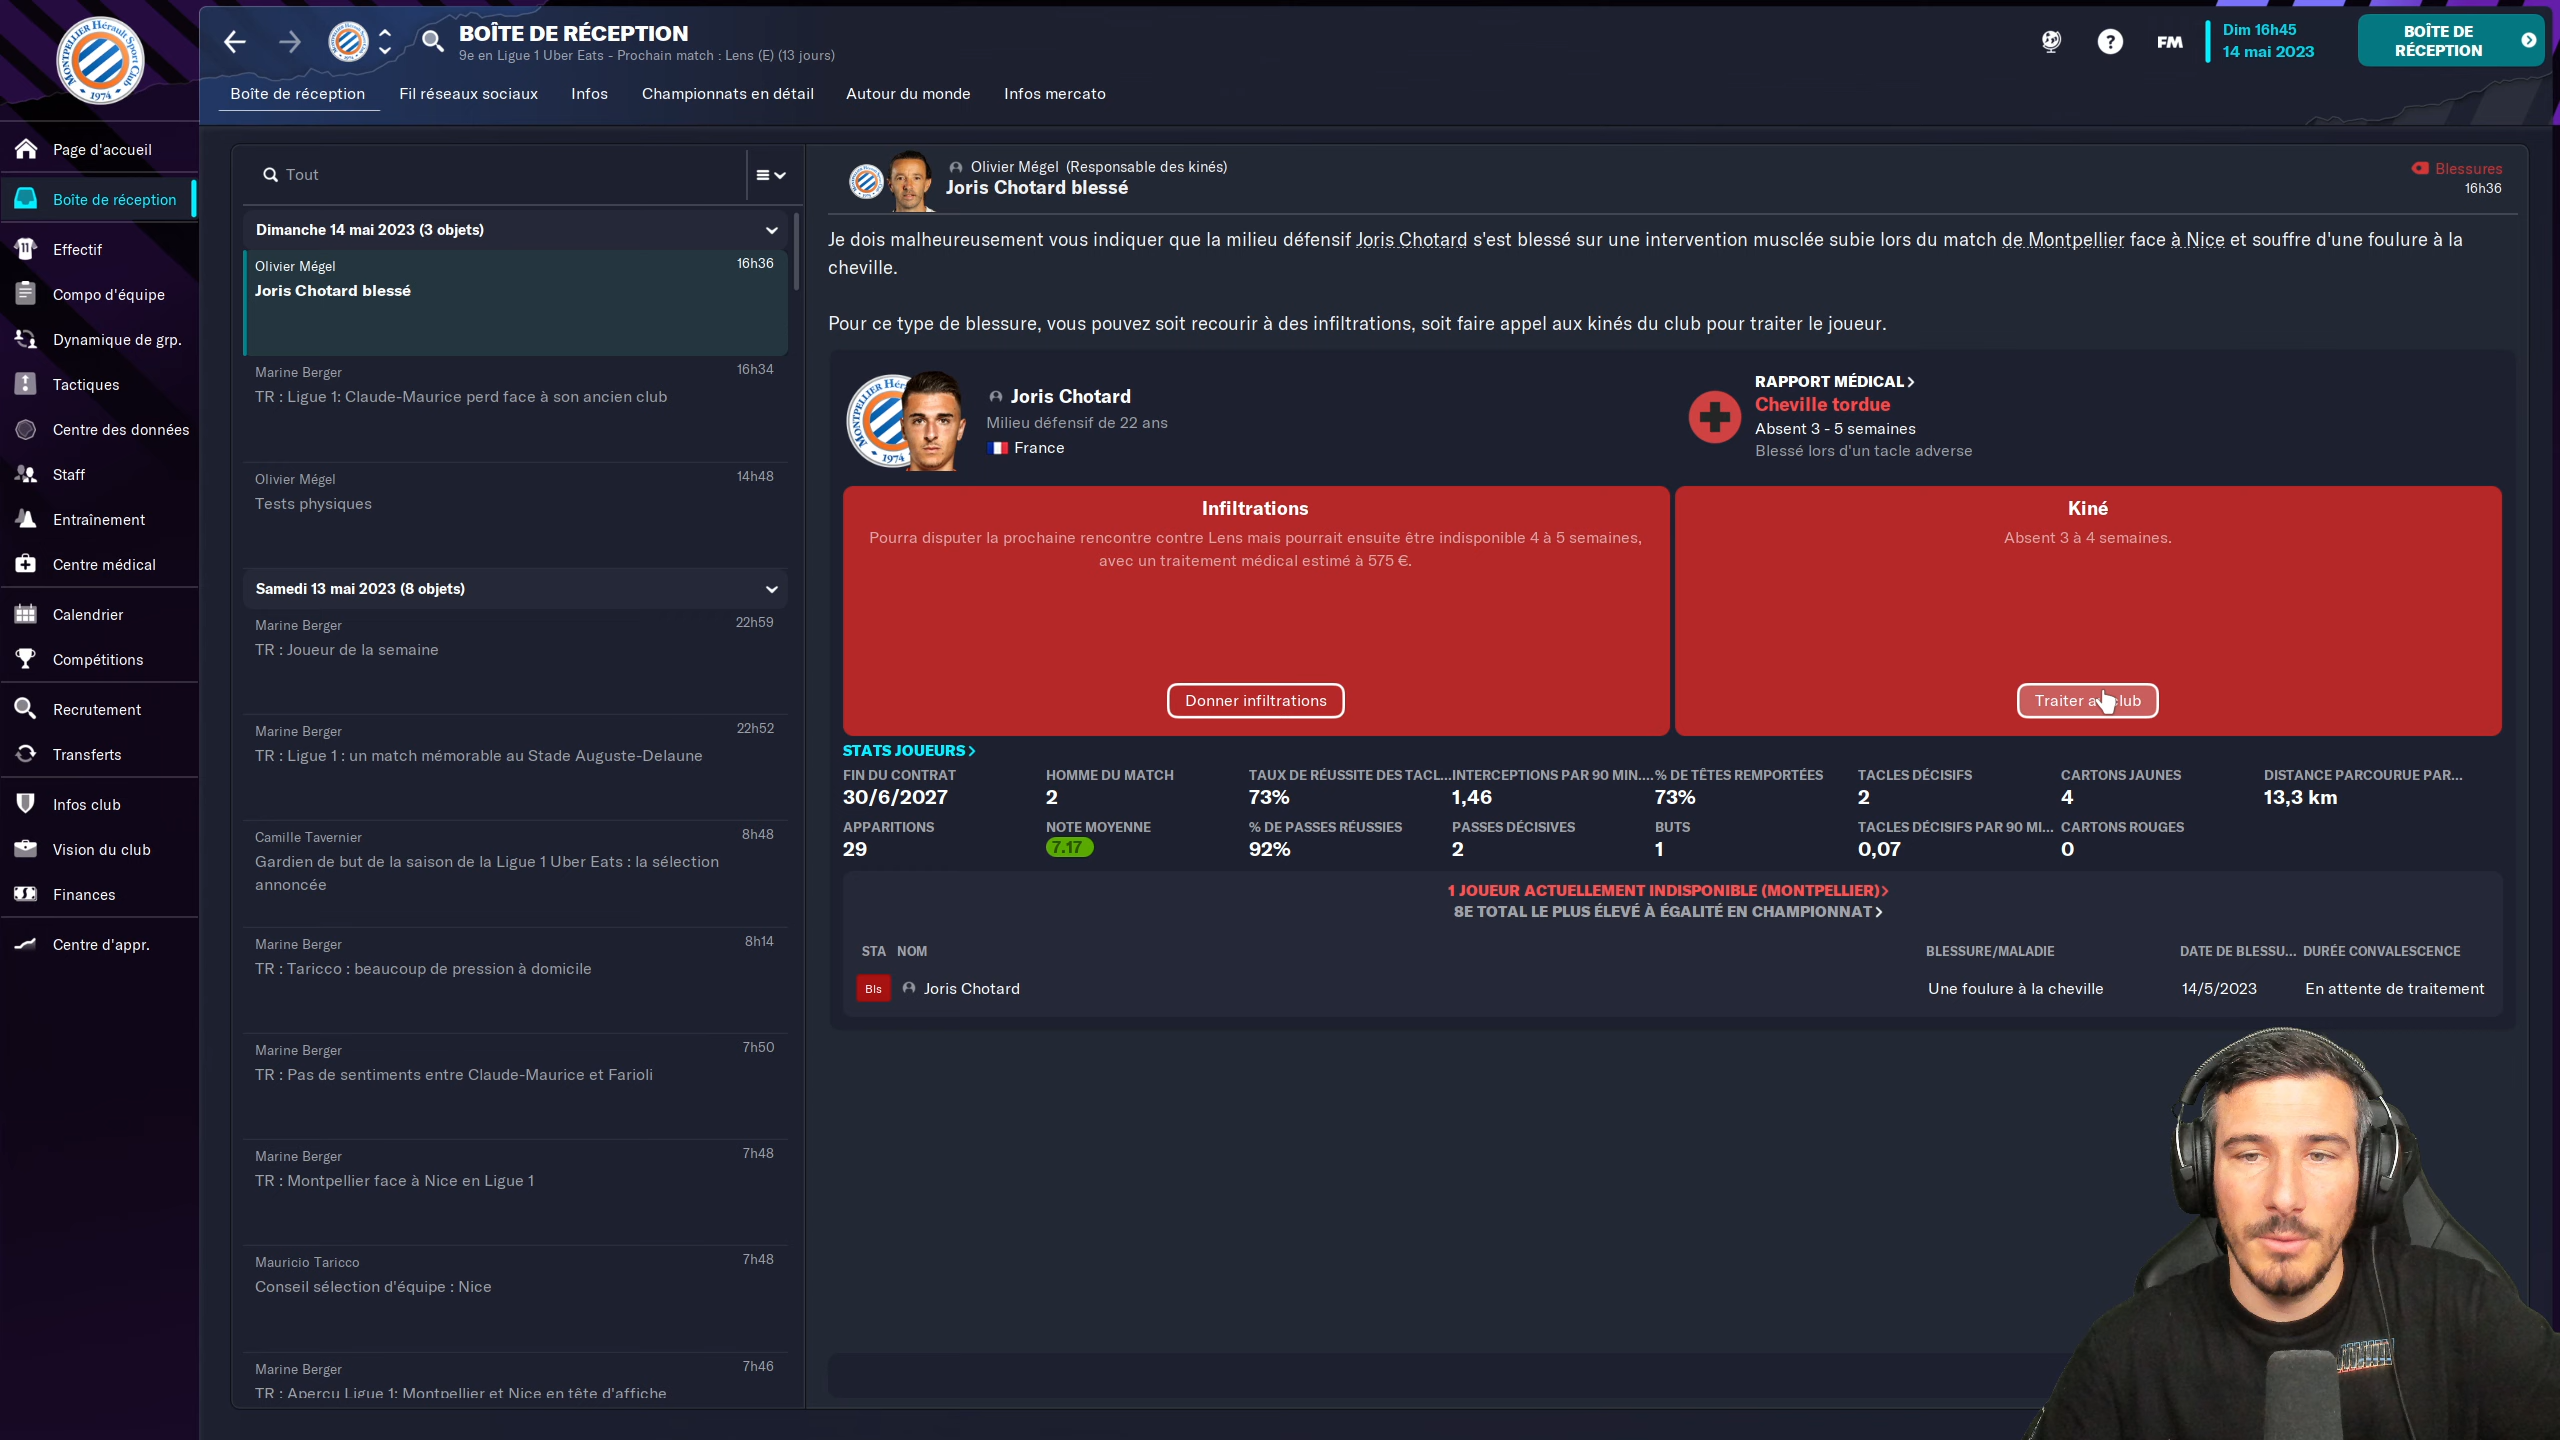 BOÎTE DE RÉCEPTION
9e en Ligue 1 Uber Eats - Prochain match : Lens (E) (13 jours)
FM
Dim 16h45
14 mai 2023
BOÎTE DE
RÉCEPTION
Boîte de réception
Fil réseaux sociaux
Infos
Championnats en détail
Autour du monde
Infos mercato
MONTPELLIER Hérault Sport Club
1974
Page d'accueil
Boîte de réception
Effectif
Compo d'équipe
Dynamique de grp.
Tactiques
Centre des données
Staff
Entraînement
Centre médical
Calendrier
Compétitions
Recrutement
Transferts
Infos club
Vision du club
Finances
Centre d'appr.
Tout
Dimanche 14 mai 2023 (3 objets)
Olivier Mégel 16h36
Joris Chotard blessé
Marine Berger 16h34
TR : Ligue 1: Claude-Maurice perd face à son ancien club
Olivier Mégel 14h48
Tests physiques
Samedi 13 mai 2023 (8 objets)
Marine Berger 22h59
TR : Joueur de la semaine
Marine Berger 22h52
TR : Ligue 1 : un match mémorable au Stade Auguste-Delaune
Camille Tavernier 8h48
Gardien de but de la saison de la Ligue 1 Uber Eats : la sélection
annoncée
Marine Berger 8h14
TR : Taricco : beaucoup de pression à domicile
Marine Berger 7h50
TR : Pas de sentiments entre Claude-Maurice et Farioli
Marine Berger 7h48
TR : Montpellier face à Nice en Ligue 1
Mauricio Taricco 7h48
Conseil sélection d'équipe : Nice
Marine Berger 7h46
TR : Aperçu Ligue 1: Montpellier et Nice en tête d'affiche
Olivier Mégel (Responsable des kinés)
Joris Chotard blessé
Blessures
16h36
Je dois malheureusement vous indiquer que la milieu défensif Joris Chotard s'est blessé sur une intervention musclée subie lors du match de Montpellier face à Nice et souffre d'une foulure à la
cheville.
Pour ce type de blessure, vous pouvez soit recourir à des infiltrations, soit faire appel aux kinés du club pour traiter le joueur.
Joris Chotard
Milieu défensif de 22 ans
France
RAPPORT MÉDICAL
Cheville tordue
Absent 3 - 5 semaines
Blessé lors d'un tacle adverse
Infiltrations
Pourra disputer la prochaine rencontre contre Lens mais pourrait ensuite être indisponible 4 à 5 semaines,
avec un traitement médical estimé à 575 €.
Donner infiltrations
Kiné
Absent 3 à 4 semaines.
Traiter a club
STATS JOUEURS
FIN DU CONTRAT HOMME DU MATCH TAUX DE RÉUSSITE DES TACL... INTERCEPTIONS PAR 90 MIN.... % DE TÊTES REMPORTÉES TACLES DÉCISIFS CARTONS JAUNES DISTANCE PARCOURUE PAR...
30/6/2027 2 73% 1,46 73% 2 4 13,3 km
APPARITIONS NOTE MOYENNE % DE PASSES RÉUSSIES PASSES DÉCISIVES BUTS TACLES DÉCISIFS PAR 90 MI... CARTONS ROUGES
29 7.17 92% 2 1 0,07 0
1 JOUEUR ACTUELLEMENT INDISPONIBLE (MONTPELLIER)
8E TOTAL LE PLUS ÉLEVÉ À ÉGALITÉ EN CHAMPIONNAT
STA NOM BLESSURE/MALADIE DATE DE BLESSU... DURÉE CONVALESCENCE
Bls Joris Chotard Une foulure à la cheville 14/5/2023 En attente de traitement